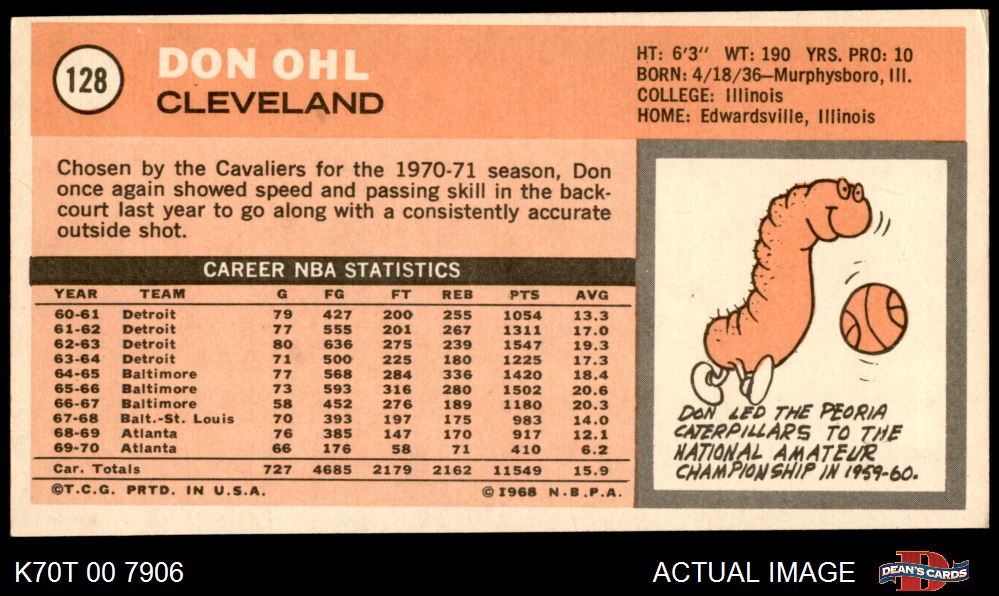 128
DON OHL
CLEVELAND
HT: 6'3" WT: 190 YRS. PRO: 10
BORN: 4/18/36—Murphysboro, Ill.
COLLEGE: Illinois
HOME: Edwardsville, Illinois
Chosen by the Cavaliers for the 1970-71 season, Don
once again showed speed and passing skill in the back-
court last year to go along with a consistently accurate
outside shot.
CAREER NBA STATISTICS
YEAR TEAM G FG FT REB PTS AVG
60-61 Detroit 79 427 200 255 1054 13.3
61-62 Detroit 77 555 201 267 1311 17.0
62-63 Detroit 80 636 275 239 1547 19.3
63-64 Detroit 71 500 225 180 1225 17.3
64-65 Baltimore 77 568 284 336 1420 18.4
65-66 Baltimore 73 593 316 280 1502 20.6
66-67 Baltimore 58 452 276 189 1180 20.3
67-68 Balt.-St. Louis 70 393 197 175 983 14.0
68-69 Atlanta 76 385 147 170 917 12.1
69-70 Atlanta 66 176 58 71 410 6.2
Car. Totals 727 4685 2179 2162 11549 15.9
©T.C.G. PRTD. IN U.S.A. ©1968 N.B.P.A.
DON LED THE PEORIA
CATERPILLARS TO THE
NATIONAL AMATEUR
CHAMPIONSHIP IN 1959-60.
K70T 00 7906
ACTUAL IMAGE
DEAN'S CARDS